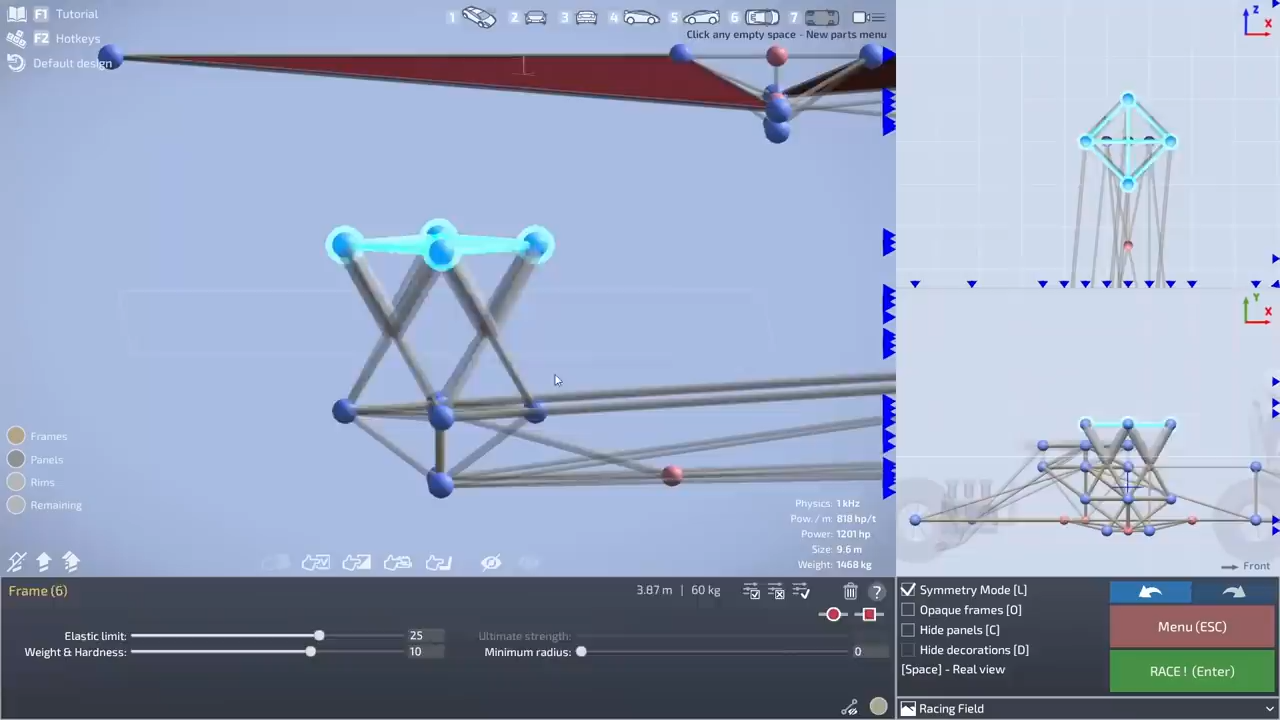 F1 Tutorial
F2 Hotkeys
Default design
1 2 3 4 5 6 7
Click any empty space - New parts menu
Z
X
Y
X
Front
Frames
Panels
Rims
Remaining
Physics: 1 kHz
Pow. / m: 818 hp/t
Power: 1201 hp
Size: 9.6 m
Weight: 1468 kg
Frame (6)
3.87 m | 60 kg
?
Elastic limit: 25
Weight & Hardness: 10
Ultimate strength:
Minimum radius: 0
Symmetry Mode [L]
Opaque frames [O]
Hide panels [C]
Hide decorations [D]
[Space] - Real view
Menu (ESC)
RACE! (Enter)
Racing Field